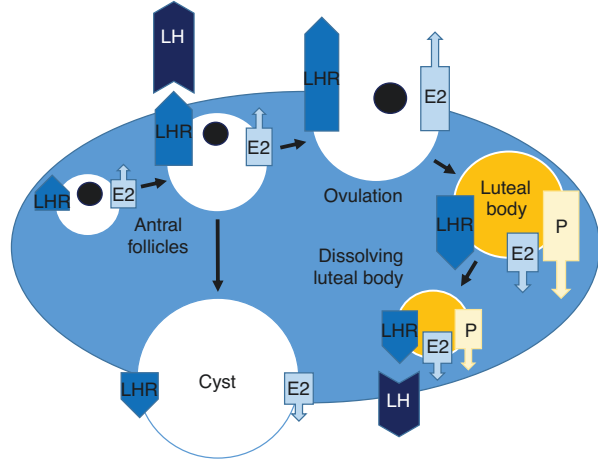 LH
LHR
LHR
E2
E2
LHR
E2
Antral
follicles
Ovulation
Luteal
body
LHR
E2
P
Dissolving
luteal body
LHR
E2
P
LH
LHR
Cyst
E2